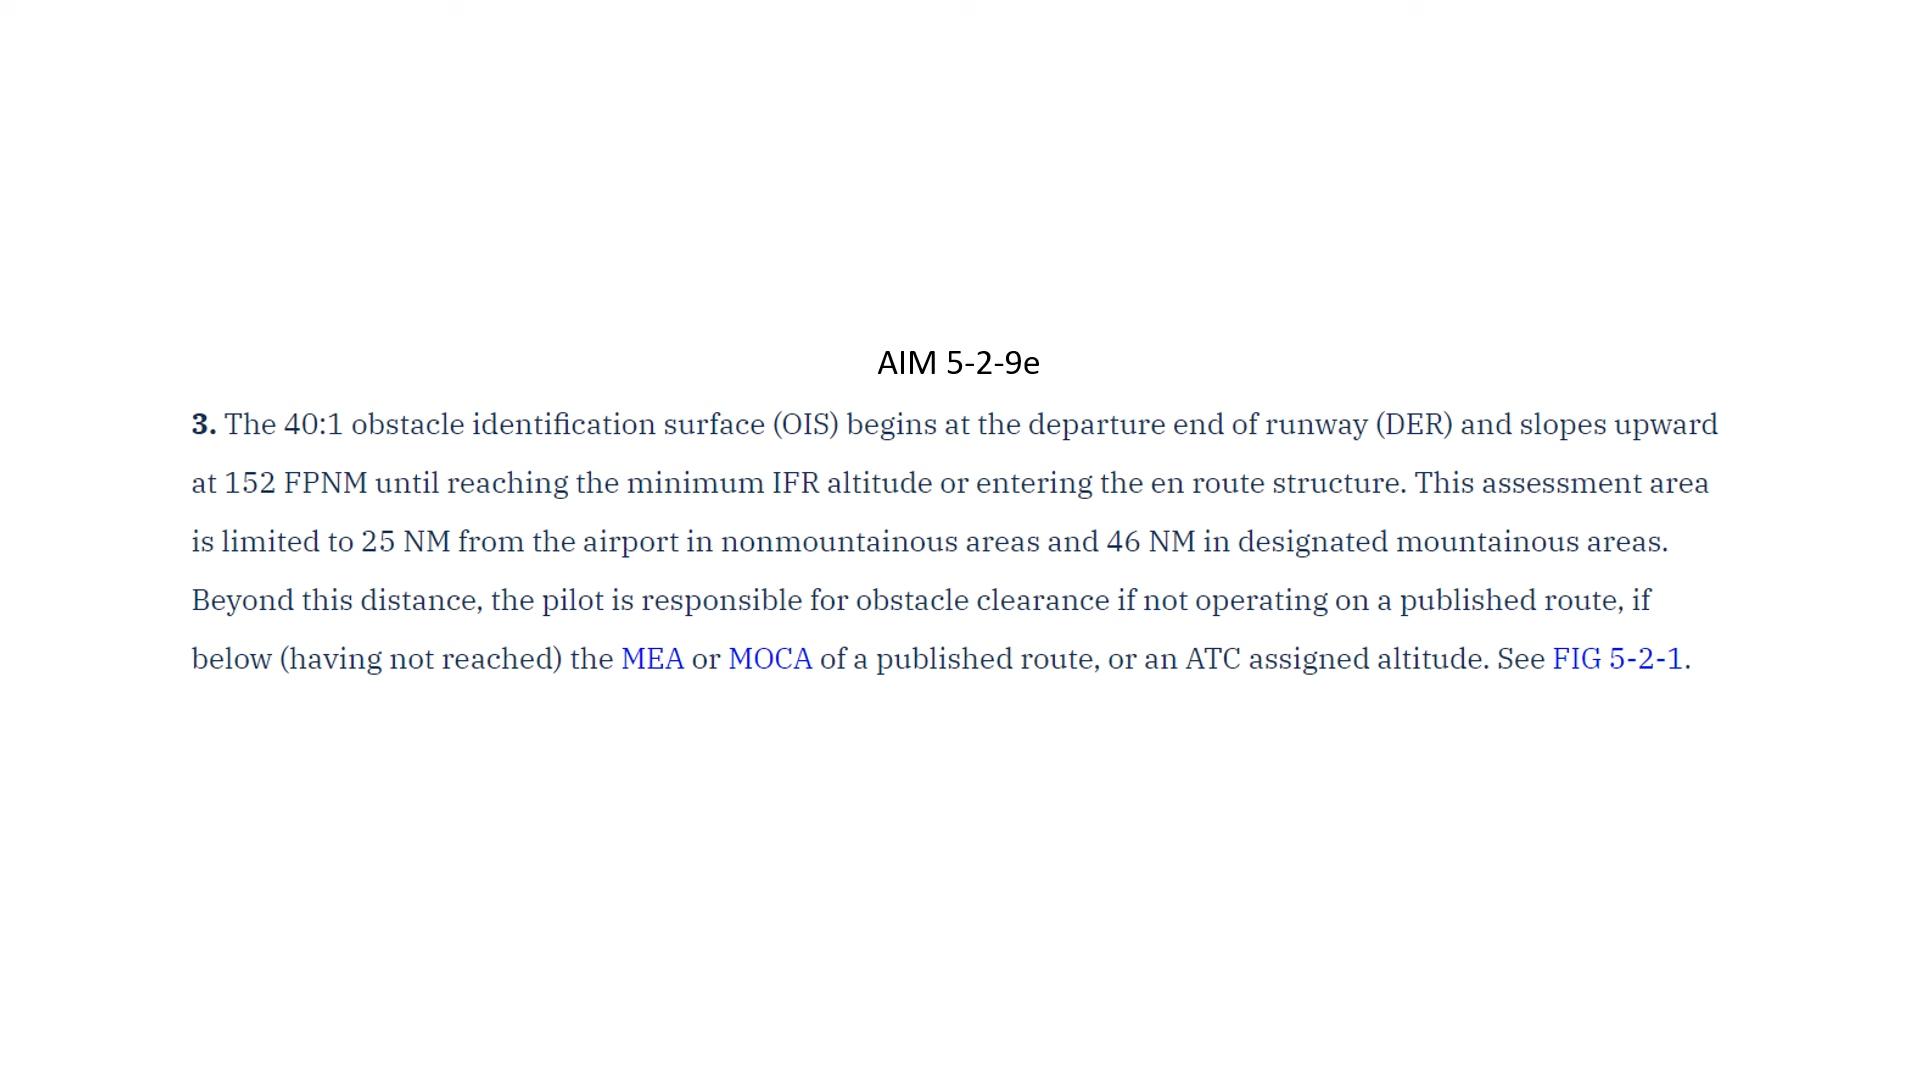 AIM 5-2-9e
3. The 40:1 obstacle identification surface (OIS) begins at the departure end of runway (DER) and slopes upward
at 152 FPNM until reaching the minimum IFR altitude or entering the en route structure. This assessment area
is limited to 25 NM from the airport in nonmountainous areas and 46 NM in designated mountainous areas.
Beyond this distance, the pilot is responsible for obstacle clearance if not operating on a published route, if
below (having not reached) the MEA or MOCA of a published route, or an ATC assigned altitude. See FIG 5-2-1.